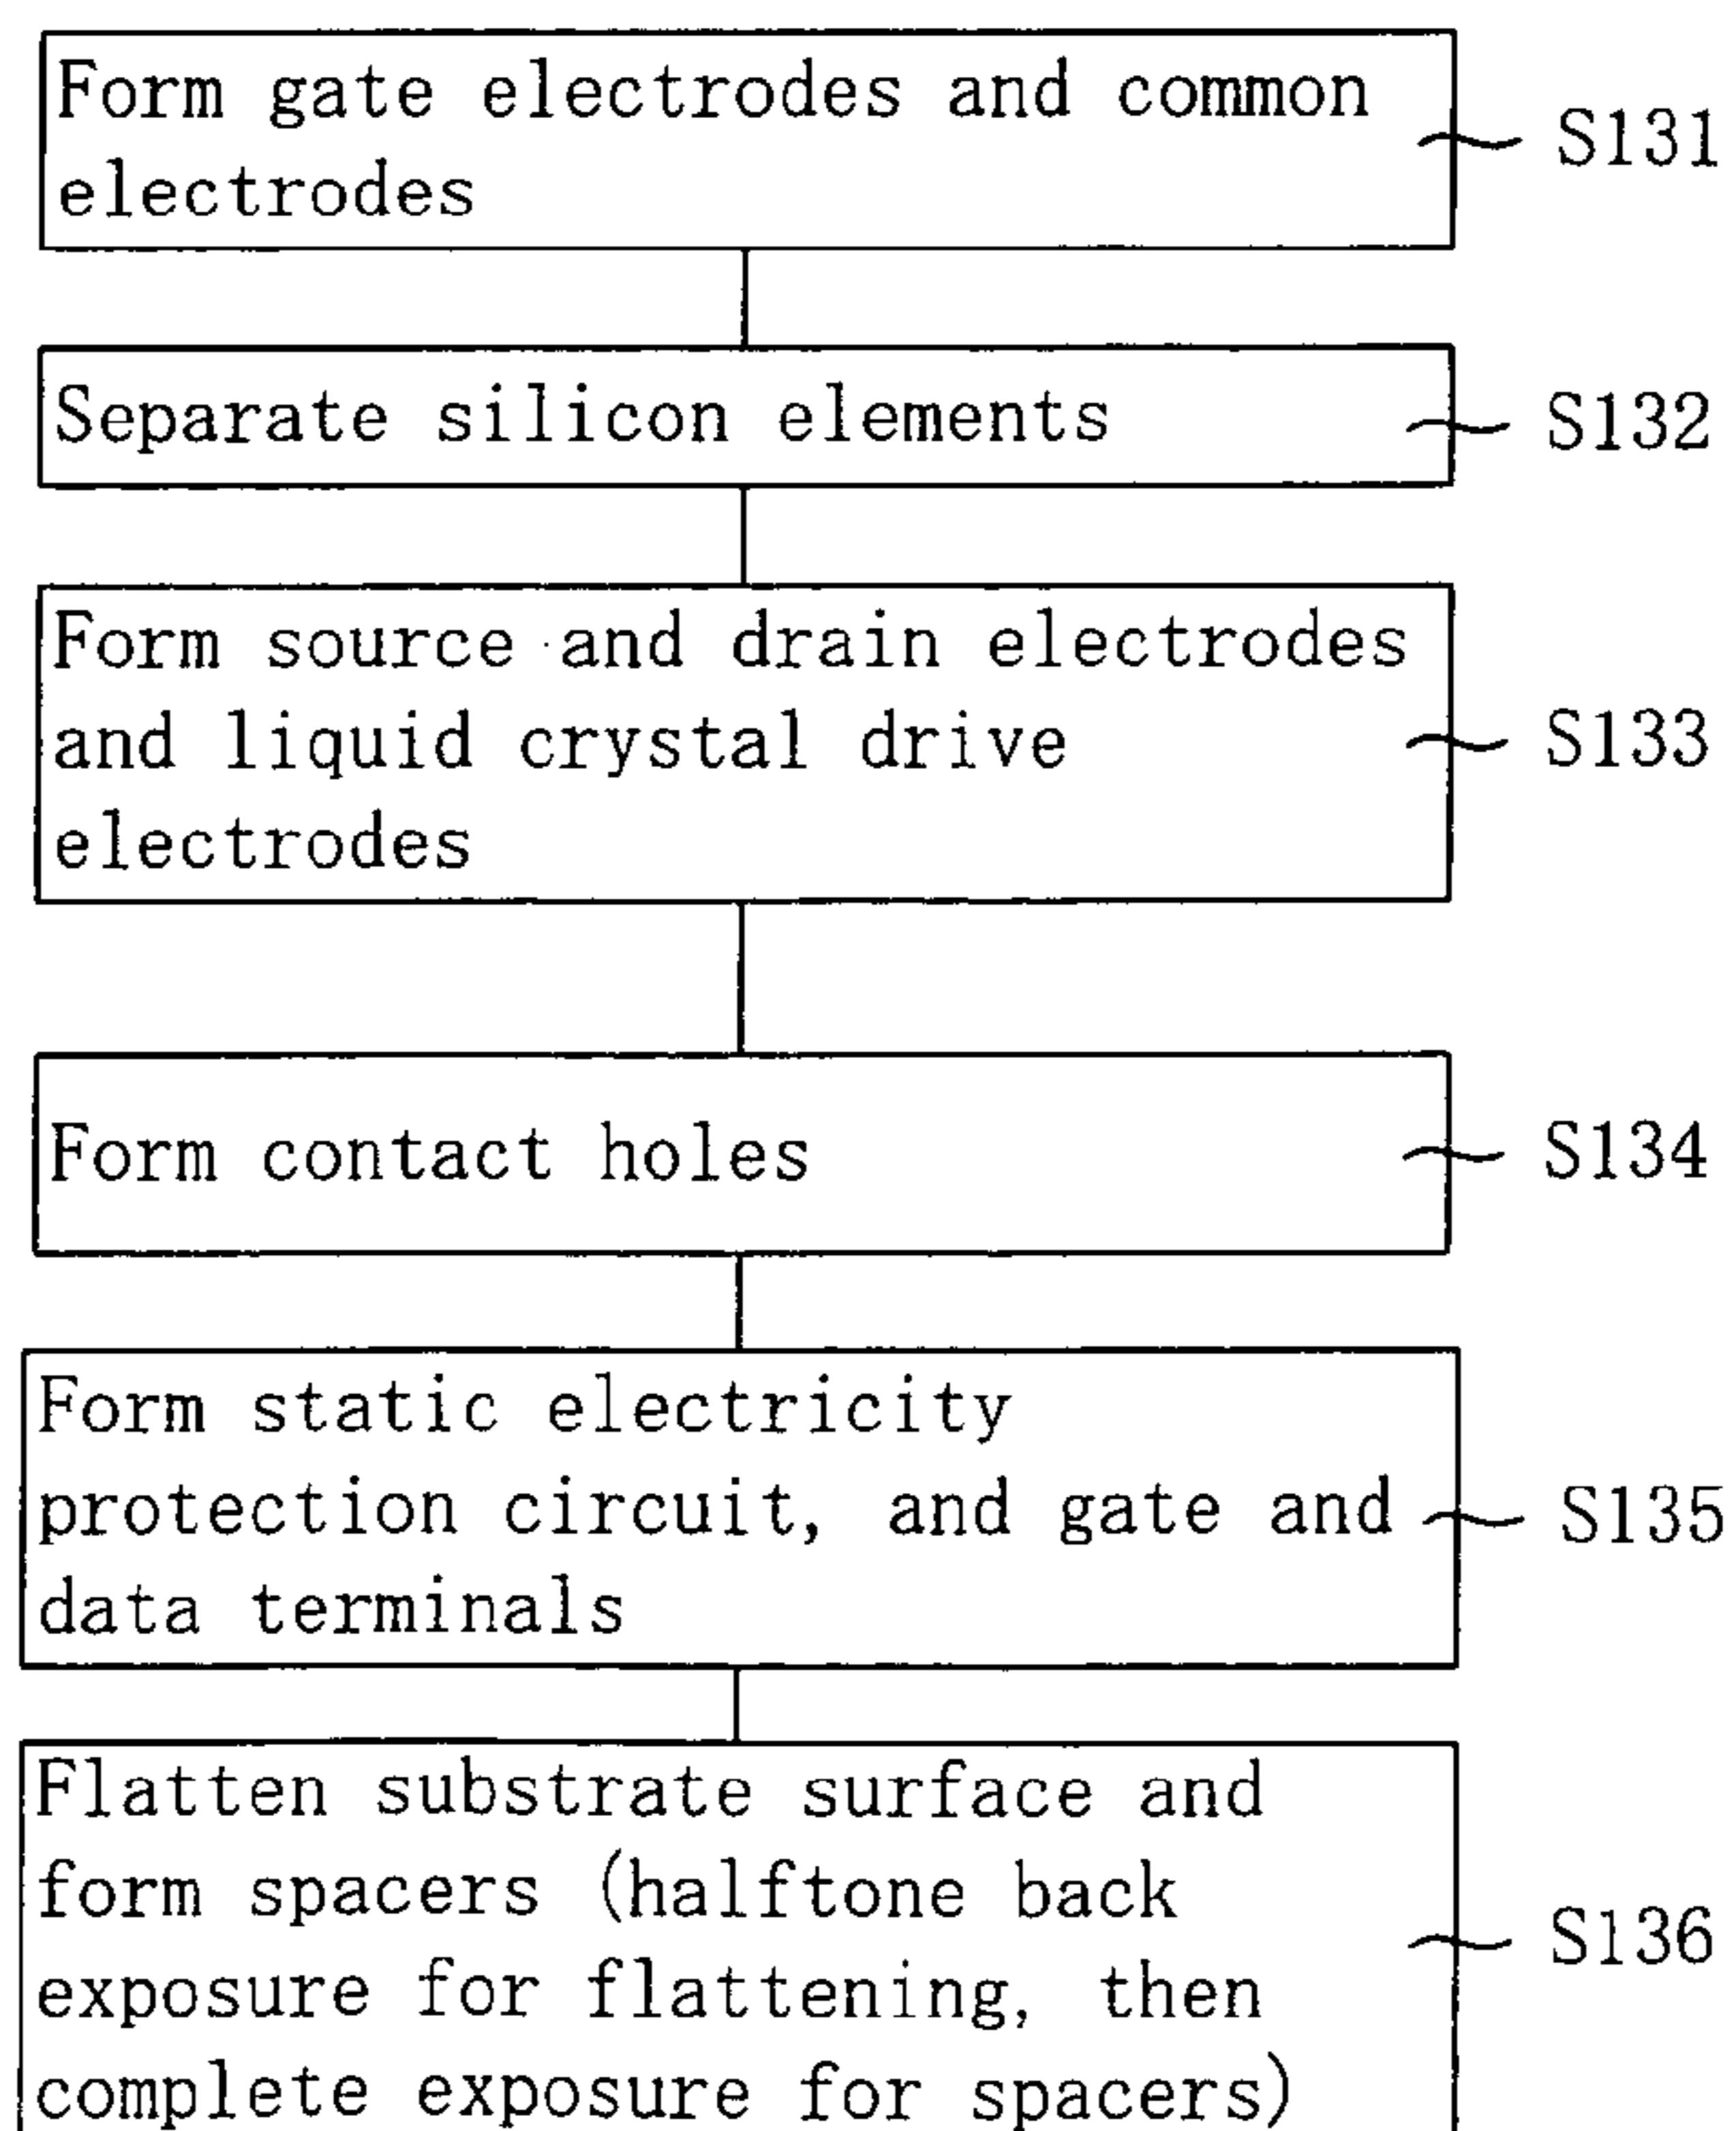 Form gate electrodes and common
electrodes
S131
Separate silicon elements
S132
Form source and drain electrodes
and liquid crystal drive
electrodes
S133
Form contact holes
S134
Form static electricity
protection circuit, and gate and
data terminals
S135
Flatten substrate surface and
form spacers (halftone back
exposure for flattening, then
complete exposure for spacers)
S136